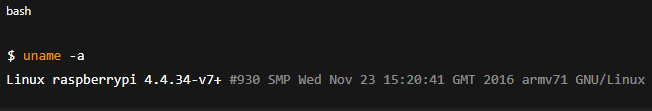 bash
$ uname -a
Linux raspberrypi 4.4.34-v7+ #930 SMP Wed Nov 23 15:20:41 GMT 2016 armv71 GNU/Linux